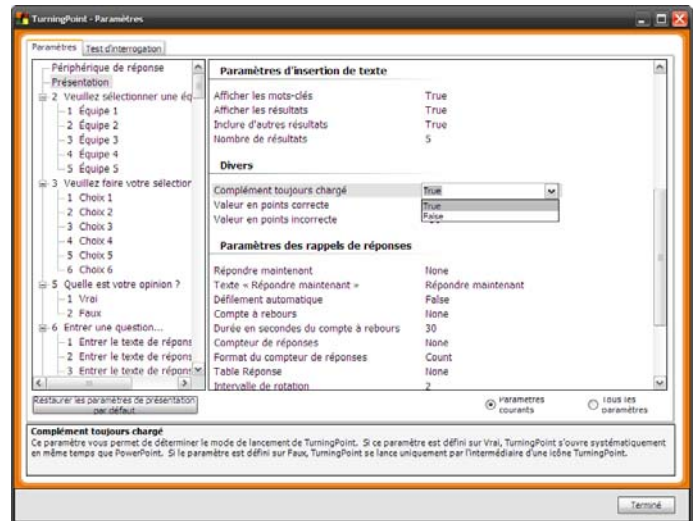 TurningPoint - Paramètres
Paramètres
Test d'interrogation
Périphérique de réponse
Présentation
2 Veuillez sélectionner une éq
1 Équipe 1
2 Équipe 2
3 Équipe 3
4 Équipe 4
5 Équipe 5
3 Veuillez faire votre sélection
1 Choix 1
2 Choix 2
3 Choix 3
4 Choix 4
5 Choix 5
6 Choix 6
5 Quelle est votre opinion ?
1 Vrai
2 Faux
6 Entrer une question...
1 Entrer le texte de répons
2 Entrer le texte de répons
3 Entrer le texte de répons
Restaurer les paramètres de présentation
par défaut
Paramètres d'insertion de texte
Afficher les mots-clés True
Afficher les résultats True
Inclure d'autres résultats True
Nombre de résultats 5
Divers
Complément toujours chargé True
Valeur en points correcte True
Valeur en points incorrecte False
Paramètres des rappels de réponses
Répondre maintenant None
Texte « Répondre maintenant » Répondre maintenant
Défilement automatique False
Compte à rebours None
Durée en secondes du compte à rebours 30
Compteur de réponses None
Format du compteur de réponses Count
Table Réponse None
Intervalle de rotation 2
Paramètres
courants
Tous les
paramètres
Complément toujours chargé
Ce paramètre vous permet de déterminer le mode de lancement de TurningPoint. Si ce paramètre est défini sur Vrai, TurningPoint s'ouvre systématiquement
en même temps que PowerPoint. Si le paramètre est défini sur Faux, TurningPoint se lance uniquement par l'intermédiaire d'une icône TurningPoint.
Terminé